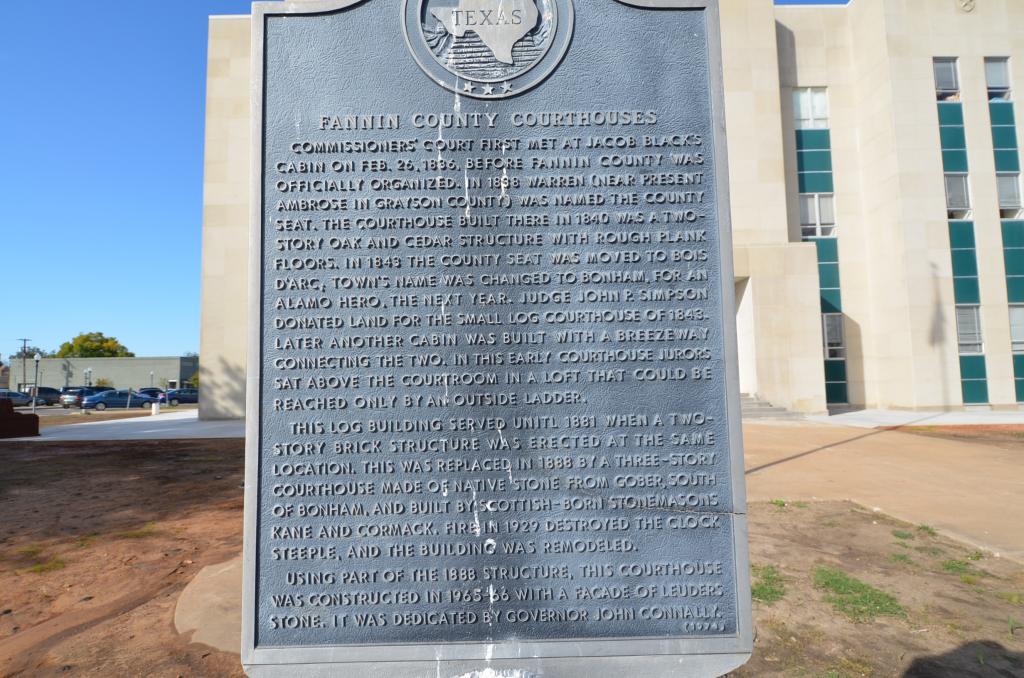 TEXAS
FANNIN COUNTY COURTHOUSES
COMMISSIONERS' COURT FIRST MET AT JACOB BLACK'S
CABIN ON FEB. 26, 1836, BEFORE FANNIN COUNTY WAS
OFFICIALLY ORGANIZED. IN 1838 WARREN (NEAR PRESENT
AMBROSE IN GRAYSON COUNTY) WAS NAMED THE COUNTY
SEAT. THE COURTHOUSE BUILT THERE IN 1840 WAS A TWO-
STORY OAK AND CEDAR STRUCTURE WITH ROUGH PLANK
FLOORS. IN 1843 THE COUNTY SEAT WAS MOVED TO BOIS
D'ARC; TOWN'S NAME WAS CHANGED TO BONHAM, FOR AN
ALAMO HERO, THE NEXT YEAR. JUDGE JOHN P. SIMPSON
DONATED LAND FOR THE SMALL LOG COURTHOUSE OF 1843.
LATER ANOTHER CABIN WAS BUILT WITH A BREEZEWAY
CONNECTING THE TWO. IN THIS EARLY COURTHOUSE JURORS
SAT ABOVE THE COURTROOM IN A LOFT THAT COULD BE
REACHED ONLY BY AN OUTSIDE LADDER.
THIS LOG BUILDING SERVED UNITL 1881 WHEN A TWO-
STORY BRICK STRUCTURE WAS ERECTED AT THE SAME
LOCATION. THIS WAS REPLACED IN 1888 BY A THREE-STORY
COURTHOUSE MADE OF NATIVE STONE FROM GOBER, SOUTH
OF BONHAM, AND BUILT BY SCOTTISH-BORN STONEMASONS
KANE AND CORMACK. FIRE IN 1929 DESTROYED THE CLOCK
STEEPLE, AND THE BUILDING WAS REMODELED.
USING PART OF THE 1888 STRUCTURE, THIS COURTHOUSE
WAS CONSTRUCTED IN 1965-66 WITH A FACADE OF LEUDERS
STONE. IT WAS DEDICATED BY GOVERNOR JOHN CONNALLY.
(1974)